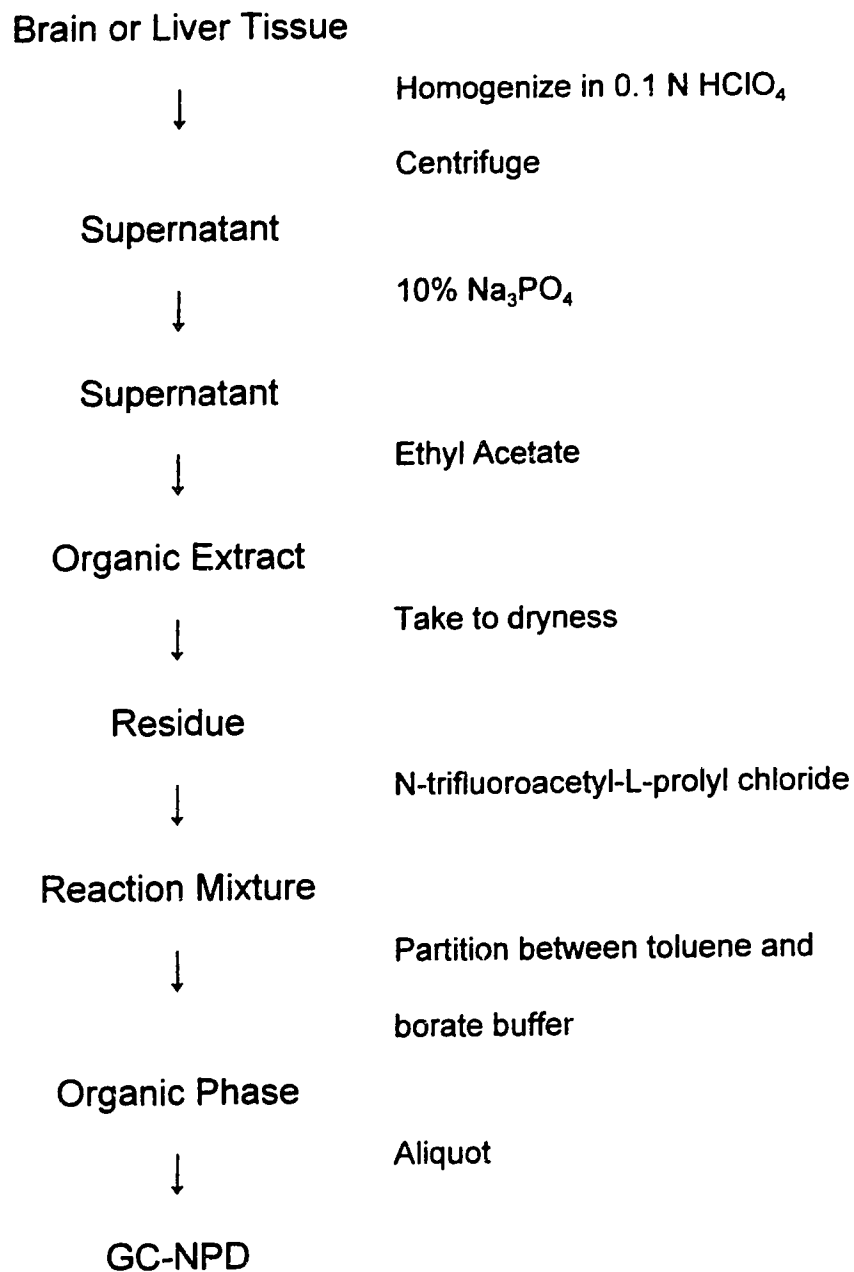 Brain or Liver Tissue
↓
Homogenize in 0.1 N HClO₄
Centrifuge
Supernatant
↓
10% Na₃PO₄
Supernatant
↓
Ethyl Acetate
Organic Extract
↓
Take to dryness
Residue
↓
N-trifluoroacetyl-L-prolyl chloride
Reaction Mixture
↓
Partition between toluene and
borate buffer
Organic Phase
↓
Aliquot
GC-NPD